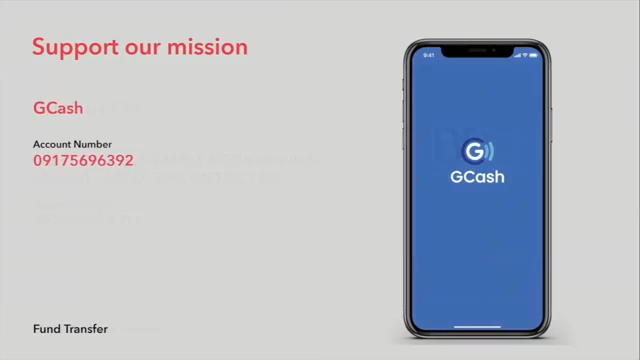 Support our mission
GCash
Account Number
09175696392
Fund Transfer
9:41
G
GCash